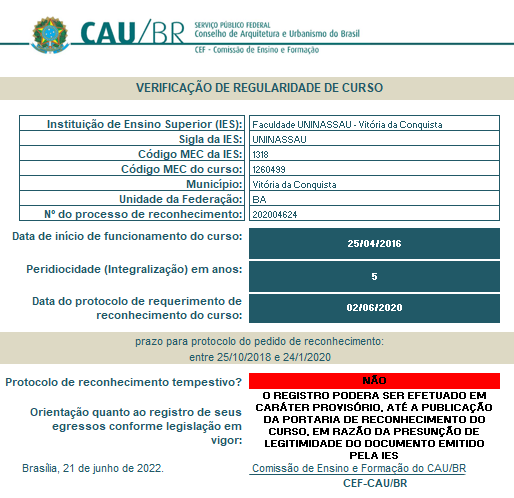 CAU/BR
SERVIÇO PÚBLICO FEDERAL
Conselho de Arquitetura e Urbanismo do Brasil
CEF - Comissão de Ensino e Formação
VERIFICAÇÃO DE REGULARIDADE DE CURSO
Instituição de Ensino Superior (IES): Faculdade UNINASSAU - Vitória da Conquista
Sigla da IES: UNINASSAU
Código MEC da IES: 1318
Código MEC do curso: 1260499
Município: Vitória da Conquista
Unidade da Federação: BA
Nº do processo de reconhecimento: 202004624
Data de início de funcionamento do curso: 25/04/2016
Peridiocidade (Integralização) em anos: 5
Data do protocolo de requerimento de
reconhecimento do curso: 02/06/2020
prazo para protocolo do pedido de reconhecimento:
entre 25/10/2018 e 24/1/2020
Protocolo de reconhecimento tempestivo? NÃO
Orientação quanto ao registro de seus
egressos conforme legislação em
vigor:
O REGISTRO PODERA SER EFETUADO EM
CARÁTER PROVISÓRIO, ATÉ A PUBLICAÇÃO
DA PORTARIA DE RECONHECIMENTO DO
CURSO, EM RAZÃO DA PRESUNÇÃO DE
LEGITIMIDADE DO DOCUMENTO EMITIDO
PELA IES
Brasília, 21 de junho de 2022. Comissão de Ensino e Formação do CAU/BR
CEF-CAU/BR